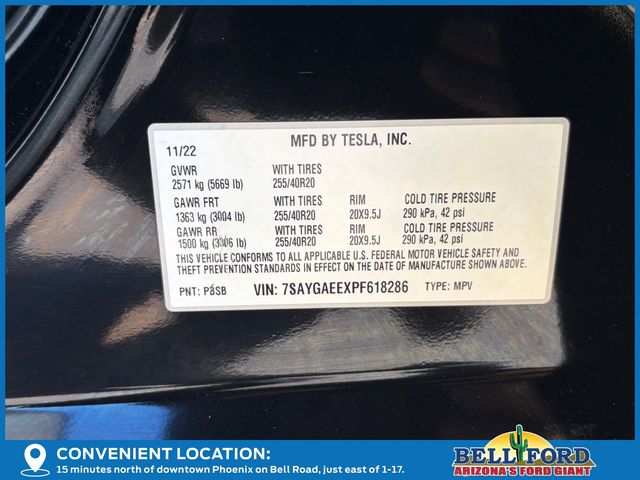 11/22 MFD BY TESLA, INC.
GVWR WITH TIRES
2571 kg (5669 lb) 255/40R20
GAWR FRT WITH TIRES RIM COLD TIRE PRESSURE
1363 kg (3004 lb) 255/40R20 20X9.5J 290 kPa, 42 psi
GAWR RR WITH TIRES RIM COLD TIRE PRESSURE
1500 kg (3306 lb) 255/40R20 20X9.5J 290 kPa, 42 psi
THIS VEHICLE CONFORMS TO ALL APPLICABLE U.S. FEDERAL MOTOR VEHICLE SAFETY AND
THEFT PREVENTION STANDARDS IN EFFECT ON THE DATE OF MANUFACTURE SHOWN ABOVE.
PNT: PBSB VIN: 7SAYGAEEXPF618286 TYPE: MPV
CONVENIENT LOCATION:
15 minutes north of downtown Phoenix on Bell Road, just east of 1-17.
BELL FORD
ARIZONA'S FORD GIANT